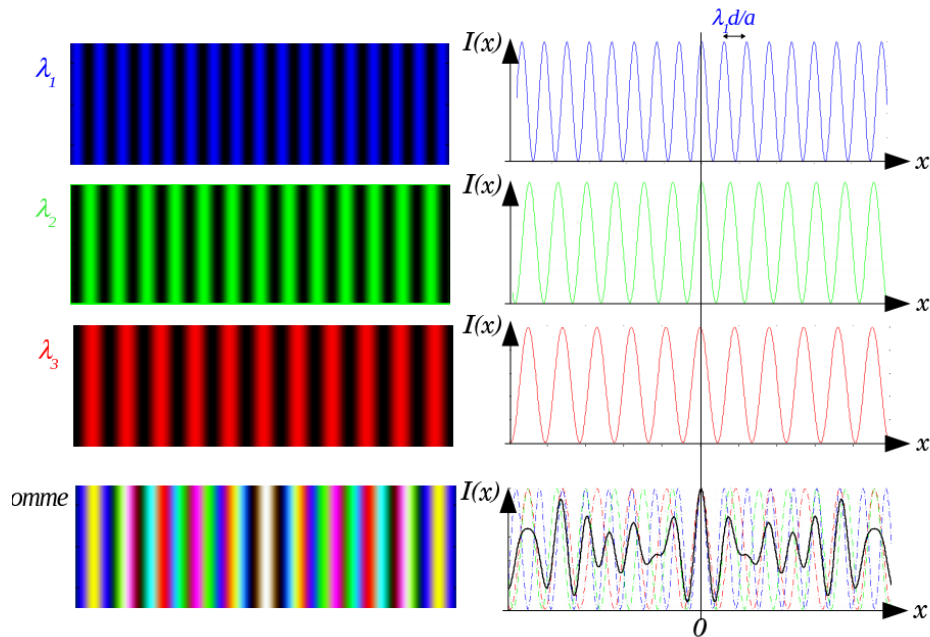 λ₁d/a
λ₁
I(x)
x
λ₂
I(x)
x
λ₃
I(x)
x
omme
I(x)
x
0